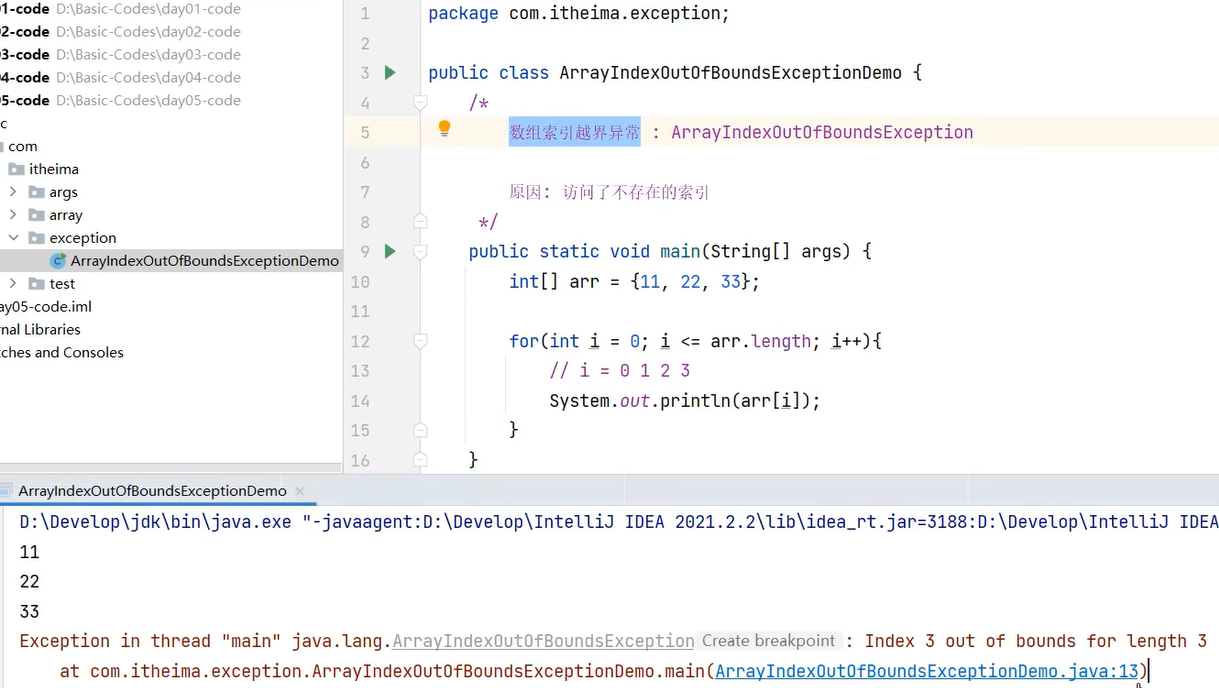 1-code D:\Basic-Codes\day01-code
2-code D:\Basic-Codes\day02-code
3-code D:\Basic-Codes\day03-code
4-code D:\Basic-Codes\day04-code
5-code D:\Basic-Codes\day05-code
c
com
itheima
args
array
exception
ArrayIndexOutOfBoundsExceptionDemo
test
ay05-code.iml
rnal Libraries
tches and Consoles
1 package com.itheima.exception;
2
3 public class ArrayIndexOutOfBoundsExceptionDemo {
4 /*
5 数组索引越界异常 : ArrayIndexOutOfBoundsException
6
7 原因: 访问了不存在的索引
8 */
9 public static void main(String[] args) {
10 int[] arr = {11, 22, 33};
11
12 for(int i = 0; i <= arr.length; i++){
13 // i = 0 1 2 3
14 System.out.println(arr[i]);
15 }
16 }
ArrayIndexOutOfBoundsExceptionDemo ×
D:\Develop\jdk\bin\java.exe "-javaagent:D:\Develop\IntelliJ IDEA 2021.2.2\lib\idea_rt.jar=3188:D:\Develop\IntelliJ IDEA
11
22
33
Exception in thread "main" java.lang.ArrayIndexOutOfBoundsException Create breakpoint : Index 3 out of bounds for length 3
at com.itheima.exception.ArrayIndexOutOfBoundsExceptionDemo.main(ArrayIndexOutOfBoundsExceptionDemo.java:13)